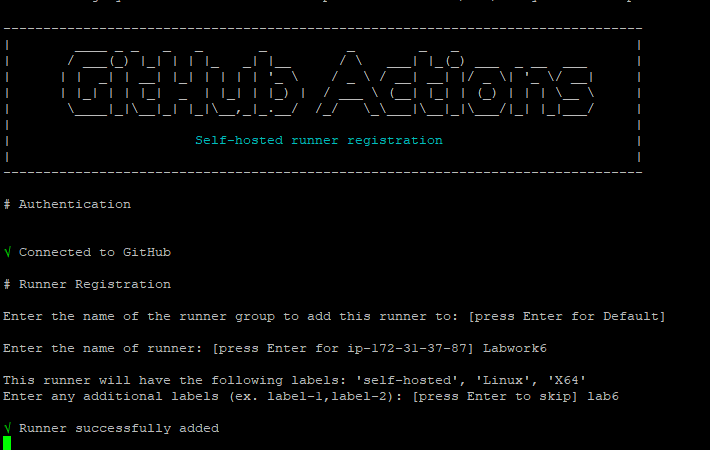 GitHub Actions
Self-hosted runner registration
# Authentication
√ Connected to GitHub
# Runner Registration
Enter the name of the runner group to add this runner to: [press Enter for Default]
Enter the name of runner: [press Enter for ip-172-31-37-87] Labwork6
This runner will have the following labels: 'self-hosted', 'Linux', 'X64'
Enter any additional labels (ex. label-1,label-2): [press Enter to skip] lab6
√ Runner successfully added